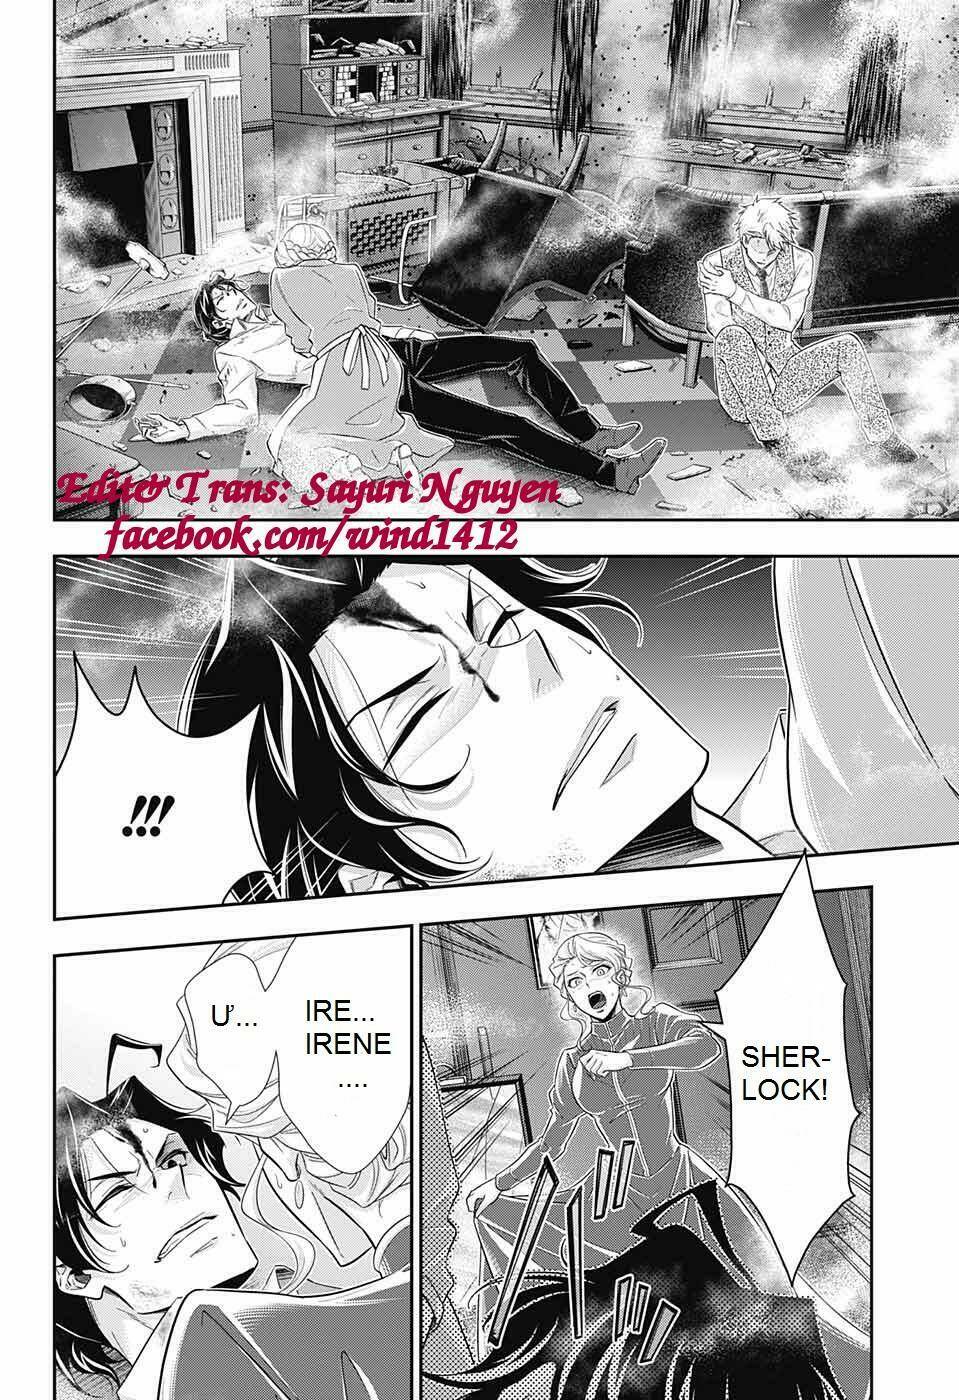 Edit& Trans: Sayuri Nguyen
facebook.com/wind1412
!!!
SHER-
LOCK!
IRE...
IRENE
....
Ư...